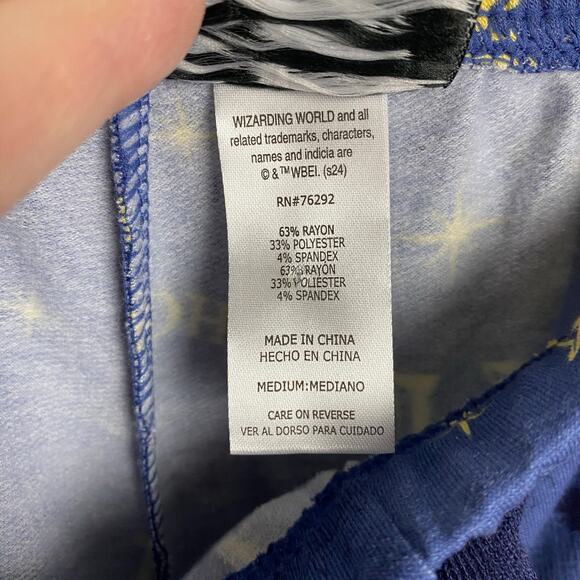 WIZARDING WORLD and all
related trademarks, characters,
names and indicia are
© &™WBEI. (s24)
RN#76292
63% RAYON
33% POLYESTER
4% SPANDEX
63% RAYON
33% POLIESTER
4% SPANDEX
MADE IN CHINA
HECHO EN CHINA
MEDIUM:MEDIANO
CARE ON REVERSE
VER AL DORSO PARA CUIDADO